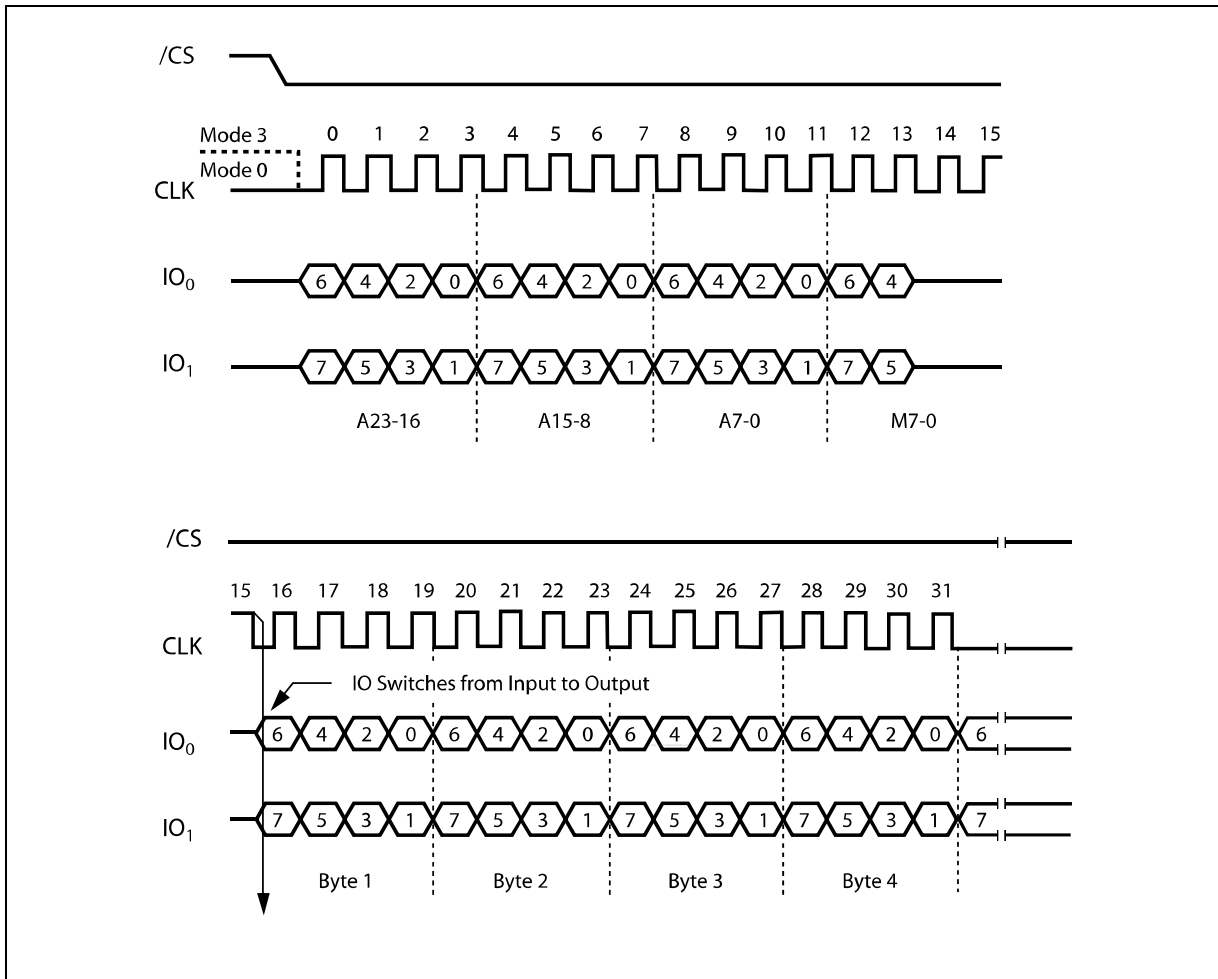 /CS
Mode 3
0 1 2 3 4 5 6 7 8 9 10 11 12 13 14 15
Mode 0
CLK
IO0 6 4 2 0 6 4 2 0 6 4 2 0 6 4
IO1 7 5 3 1 7 5 3 1 7 5 3 1 7 5
A23-16 A15-8 A7-0 M7-0
/CS
15 16 17 18 19 20 21 22 23 24 25 26 27 28 29 30 31
CLK
IO Switches from Input to Output
IO0 6 4 2 0 6 4 2 0 6 4 2 0 6 4 2 0 6
IO1 7 5 3 1 7 5 3 1 7 5 3 1 7 5 3 1 7
Byte 1 Byte 2 Byte 3 Byte 4